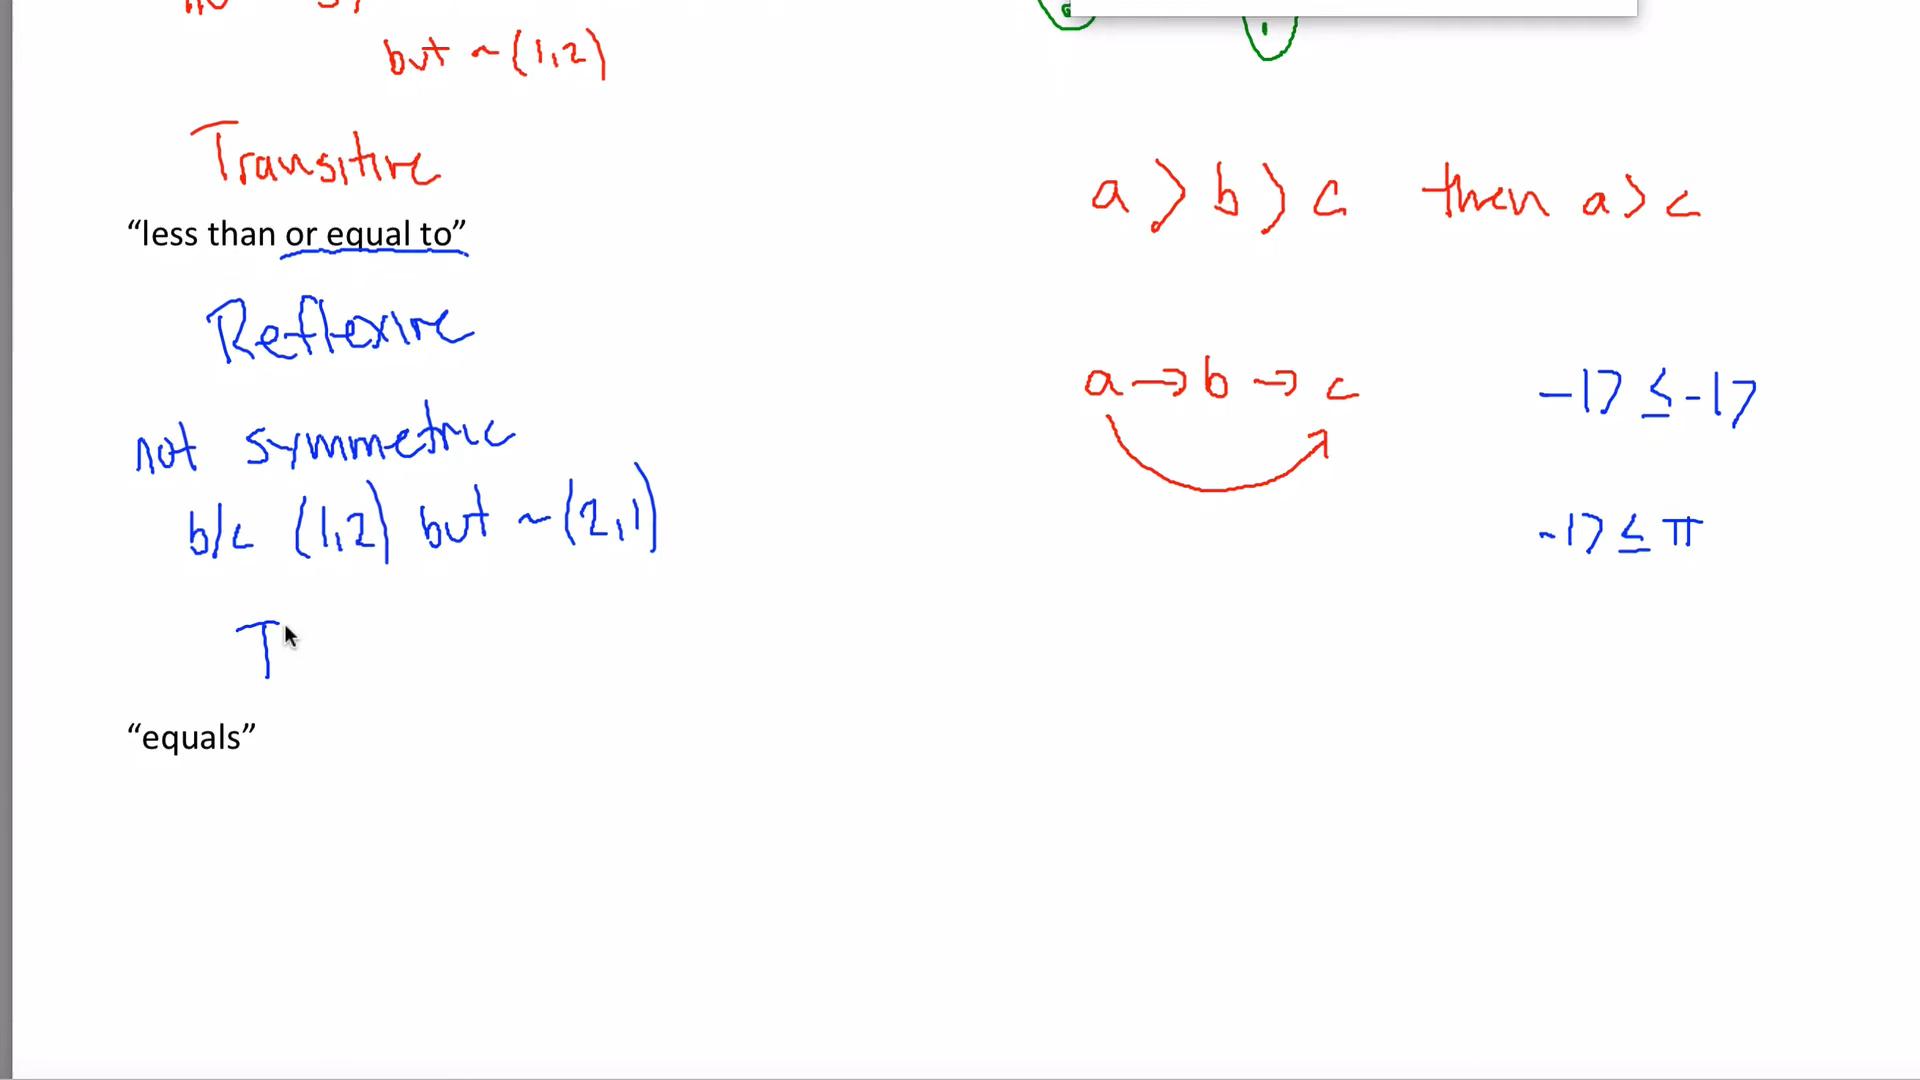 but ~(1,2)
Transitive
a > b > c then a > c
“less than or equal to”
Reflexive
a → b → c
-17 ≤ -17
not symmetric
b/c (1,2) but ~(2,1)
-17 ≤ π
T
“equals”